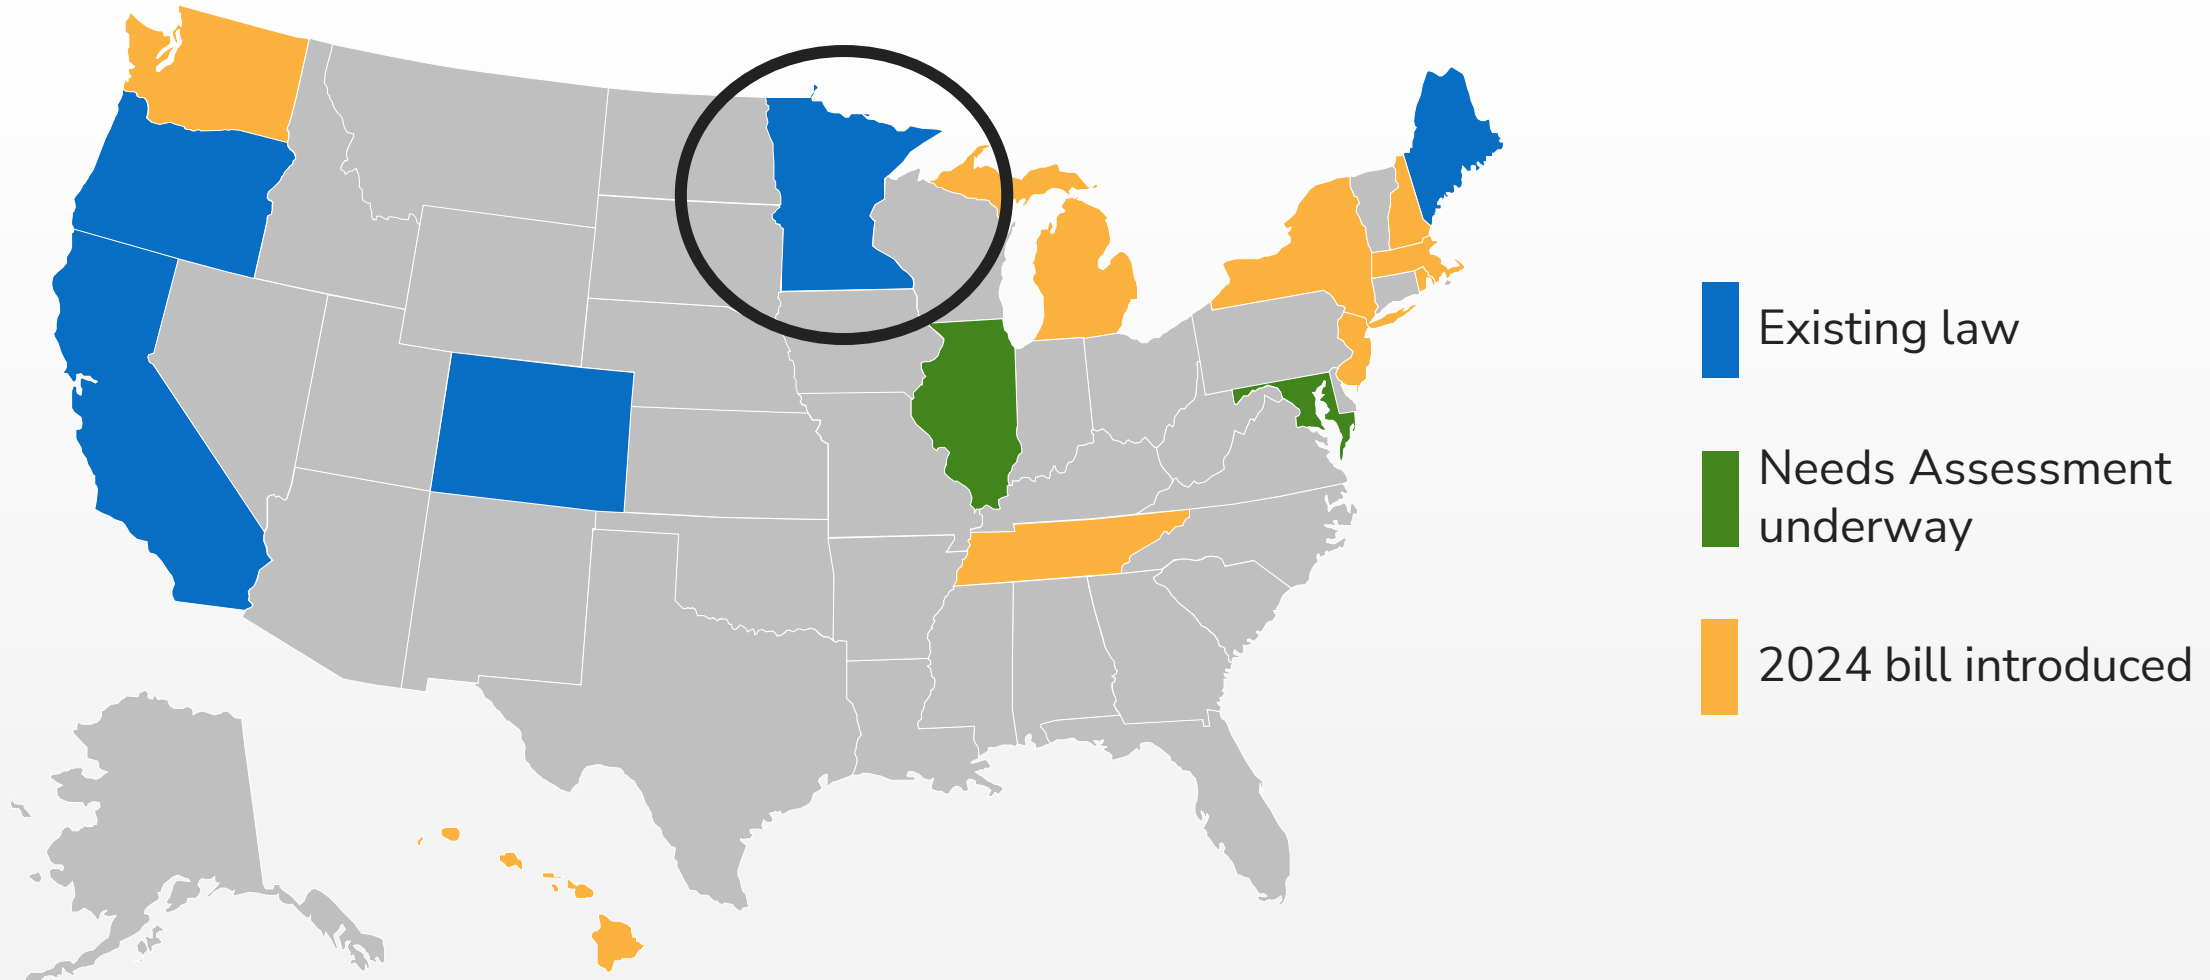 Existing law
Needs Assessment
underway
2024 bill introduced